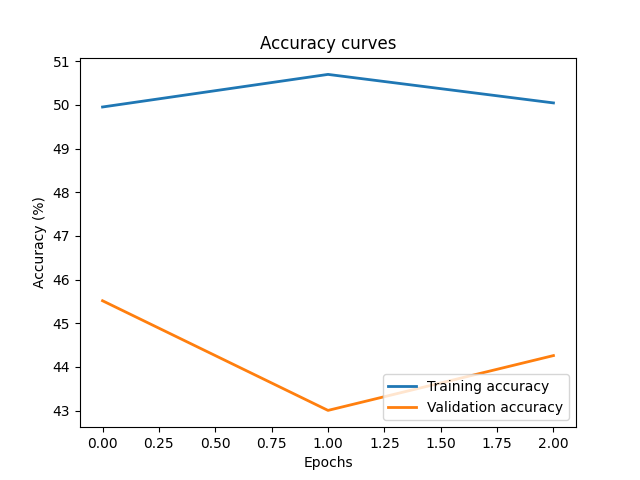 Accuracy curves
51
50
49
48
47
46
45
44
43
Accuracy (%)
Training accuracy
Validation accuracy
0.00 0.25 0.50 0.75 1.00 1.25 1.50 1.75 2.00
Epochs